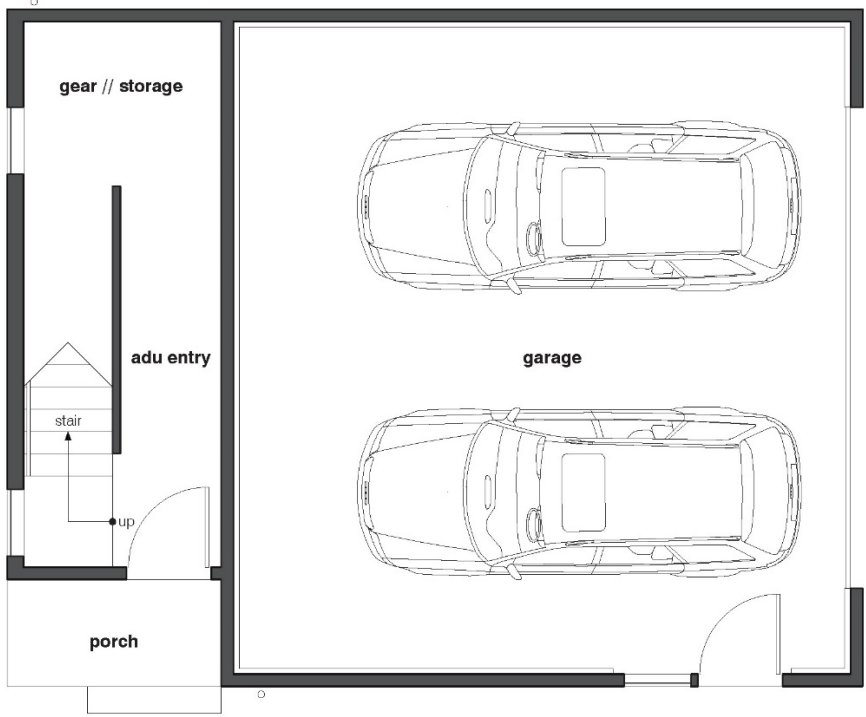 gear // storage
adu entry
garage
stair
up
porch